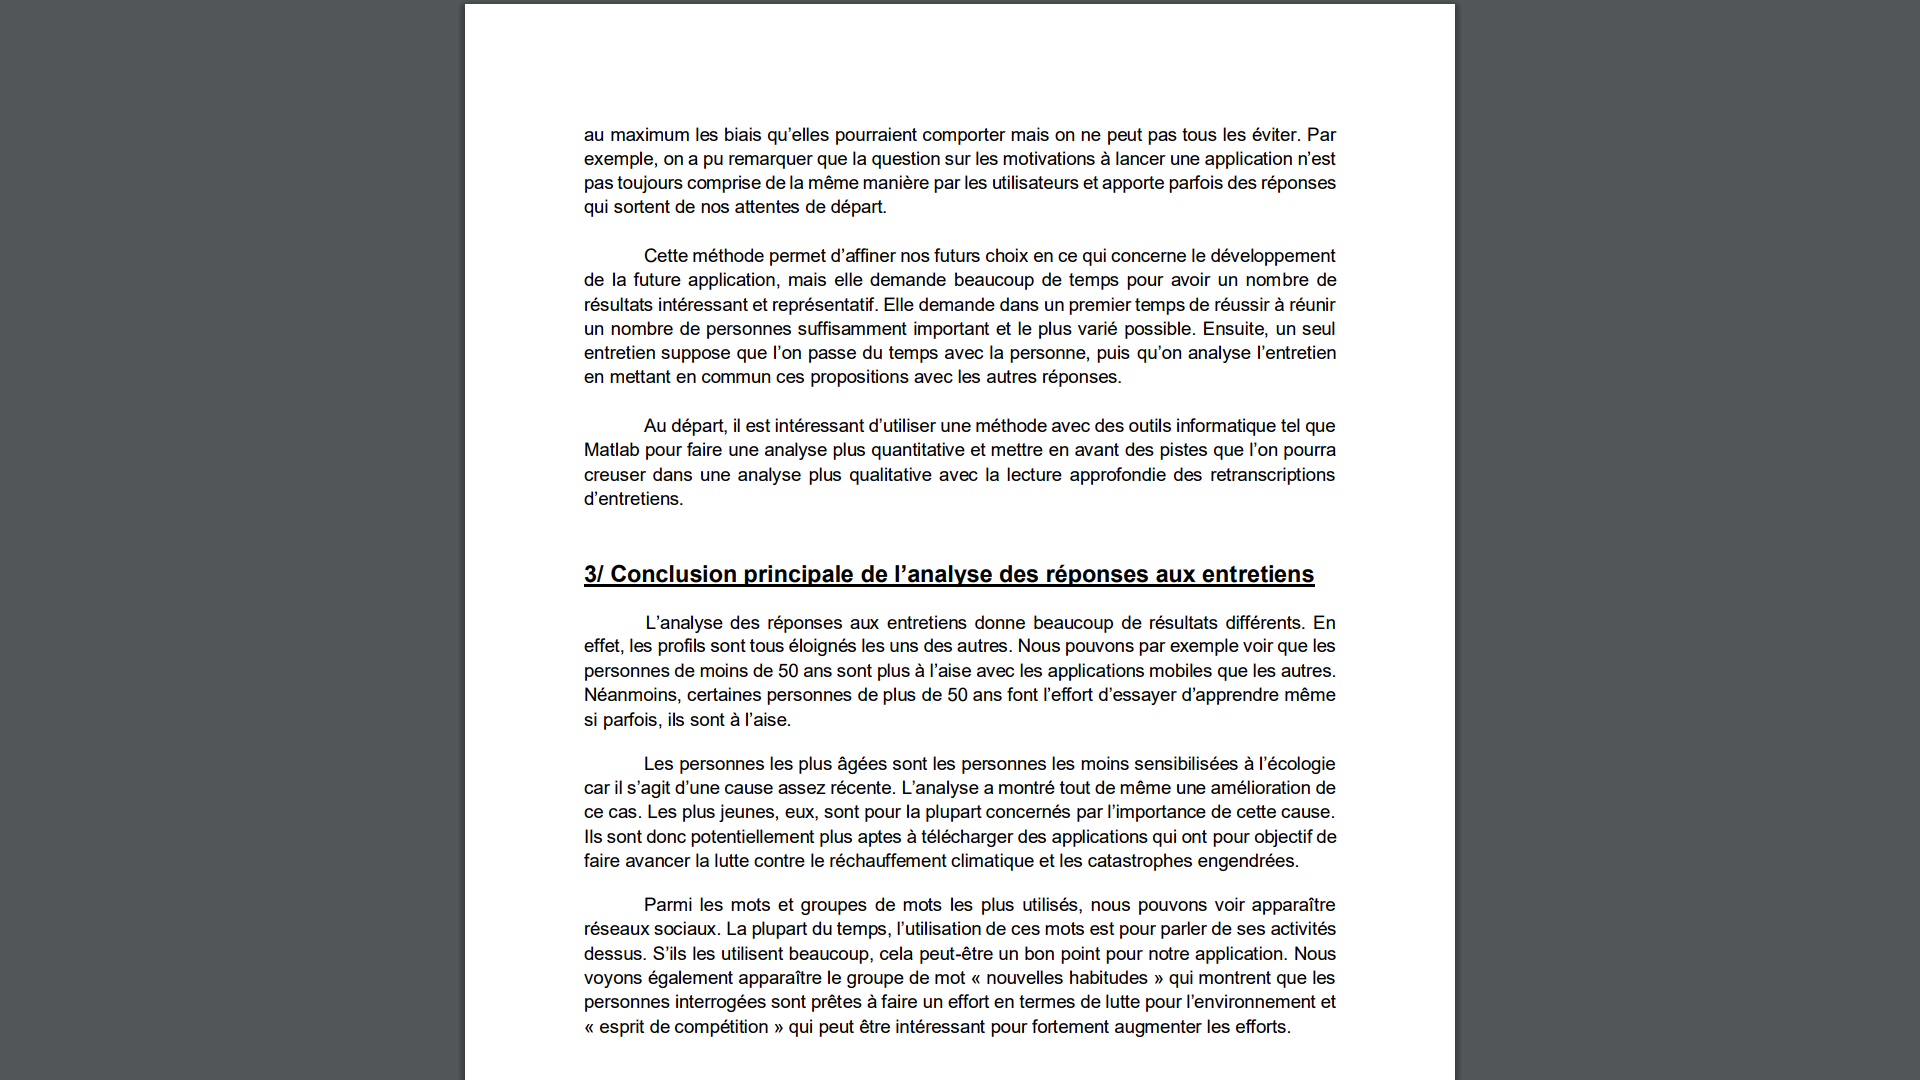 au maximum les biais qu’elles pourraient comporter mais on ne peut pas tous les éviter. Par
exemple, on a pu remarquer que la question sur les motivations à lancer une application n’est
pas toujours comprise de la même manière par les utilisateurs et apporte parfois des réponses
qui sortent de nos attentes de départ.
Cette méthode permet d’affiner nos futurs choix en ce qui concerne le développement
de la future application, mais elle demande beaucoup de temps pour avoir un nombre de
résultats intéressant et représentatif. Elle demande dans un premier temps de réussir à réunir
un nombre de personnes suffisamment important et le plus varié possible. Ensuite, un seul
entretien suppose que l’on passe du temps avec la personne, puis qu’on analyse l’entretien
en mettant en commun ces propositions avec les autres réponses.
Au départ, il est intéressant d’utiliser une méthode avec des outils informatique tel que
Matlab pour faire une analyse plus quantitative et mettre en avant des pistes que l’on pourra
creuser dans une analyse plus qualitative avec la lecture approfondie des retranscriptions
d’entretiens.
3/ Conclusion principale de l’analyse des réponses aux entretiens
L’analyse des réponses aux entretiens donne beaucoup de résultats différents. En
effet, les profils sont tous éloignés les uns des autres. Nous pouvons par exemple voir que les
personnes de moins de 50 ans sont plus à l’aise avec les applications mobiles que les autres.
Néanmoins, certaines personnes de plus de 50 ans font l’effort d’essayer d’apprendre même
si parfois, ils sont à l’aise.
Les personnes les plus âgées sont les personnes les moins sensibilisées à l’écologie
car il s’agit d’une cause assez récente. L’analyse a montré tout de même une amélioration de
ce cas. Les plus jeunes, eux, sont pour la plupart concernés par l’importance de cette cause.
Ils sont donc potentiellement plus aptes à télécharger des applications qui ont pour objectif de
faire avancer la lutte contre le réchauffement climatique et les catastrophes engendrées.
Parmi les mots et groupes de mots les plus utilisés, nous pouvons voir apparaître
réseaux sociaux. La plupart du temps, l’utilisation de ces mots est pour parler de ses activités
dessus. S’ils les utilisent beaucoup, cela peut-être un bon point pour notre application. Nous
voyons également apparaître le groupe de mot « nouvelles habitudes » qui montrent que les
personnes interrogées sont prêtes à faire un effort en termes de lutte pour l’environnement et
« esprit de compétition » qui peut être intéressant pour fortement augmenter les efforts.